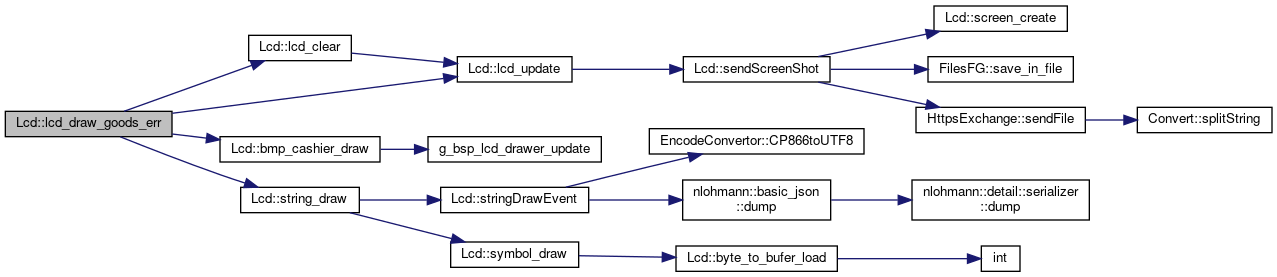 Lcd::lcd_draw_goods_err
Lcd::lcd_clear
Lcd::lcd_update
Lcd::sendScreenShot
Lcd::screen_create
FilesFG::save_in_file
HttpsExchange::sendFile
Convert::splitString
Lcd::bmp_cashier_draw
g_bsp_lcd_drawer_update
Lcd::string_draw
Lcd::stringDrawEvent
EncodeConvertor::CP866toUTF8
nlohmann::basic_json
::dump
nlohmann::detail::serializer
::dump
Lcd::symbol_draw
Lcd::byte_to_bufer_load
int